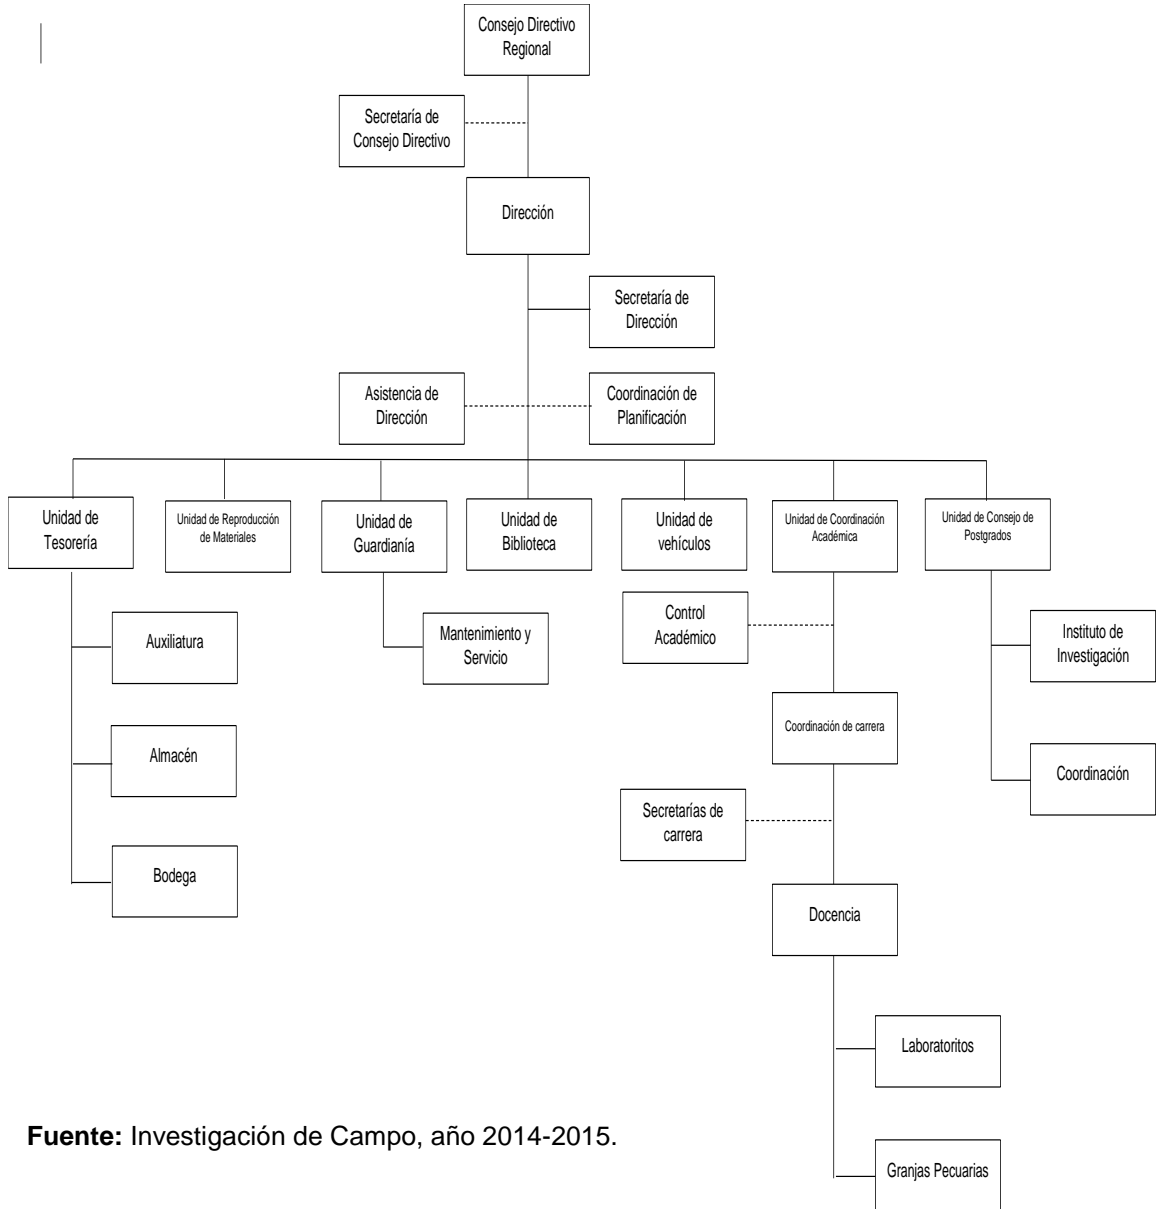 Consejo Directivo
Regional
Secretaría de
Consejo Directivo
Dirección
Secretaría de
Dirección
Asistencia de
Dirección
Coordinación de
Planificación
Unidad de
Tesorería
Unidad de Reproducción
de Materiales
Unidad de
Guardianía
Unidad de
Biblioteca
Unidad de
vehículos
Unidad de Coordinación
Académica
Unidad de Consejo de
Postgrados
Auxiliatura
Mantenimiento y
Servicio
Control
Académico
Instituto de
Investigación
Almacén
Coordinación de carrera
Coordinación
Secretarías de
carrera
Bodega
Docencia
Laboratoritos
Granjas Pecuarias
Fuente: Investigación de Campo, año 2014-2015.